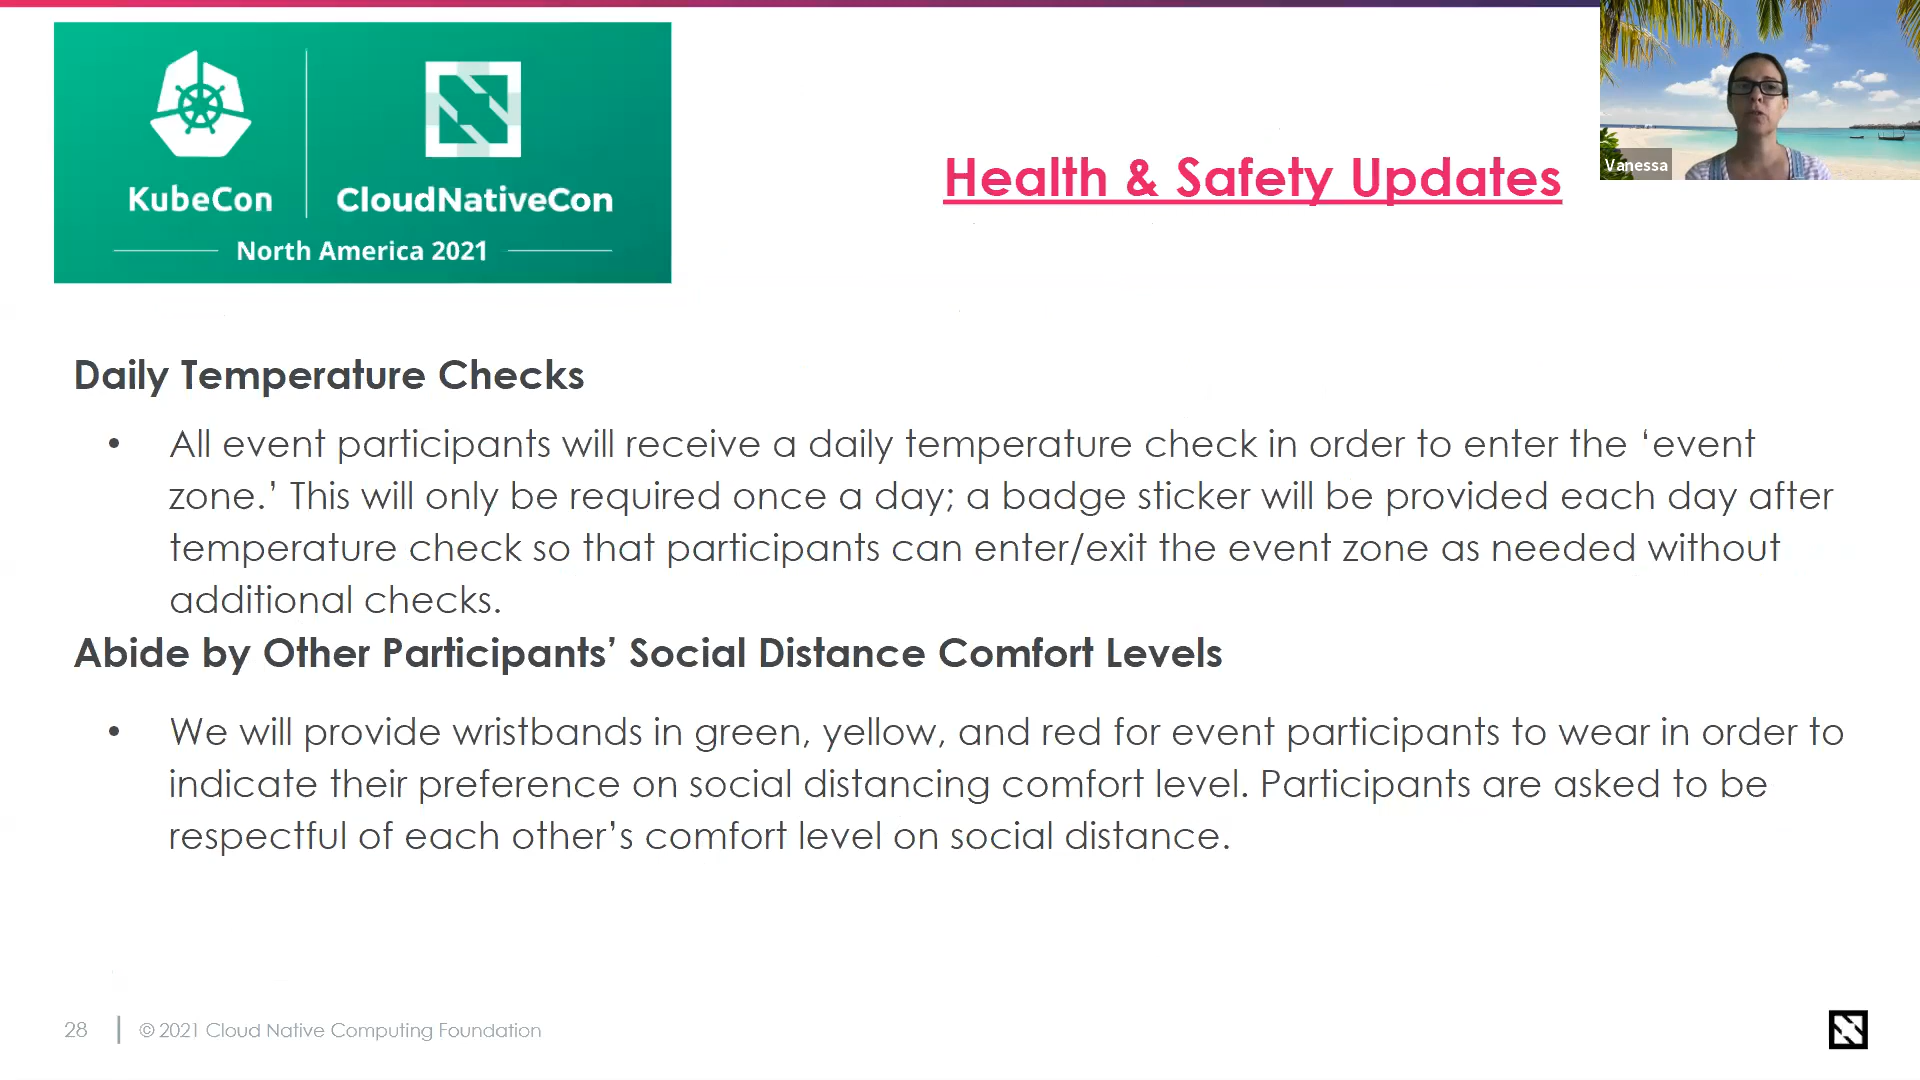 KubeCon
CloudNativeCon
North America 2021
Health & Safety Updates
Vanessa
Daily Temperature Checks
• All event participants will receive a daily temperature check in order to enter the ‘event
zone.’ This will only be required once a day; a badge sticker will be provided each day after
temperature check so that participants can enter/exit the event zone as needed without
additional checks.
Abide by Other Participants’ Social Distance Comfort Levels
• We will provide wristbands in green, yellow, and red for event participants to wear in order to
indicate their preference on social distancing comfort level. Participants are asked to be
respectful of each other’s comfort level on social distance.
28 | © 2021 Cloud Native Computing Foundation